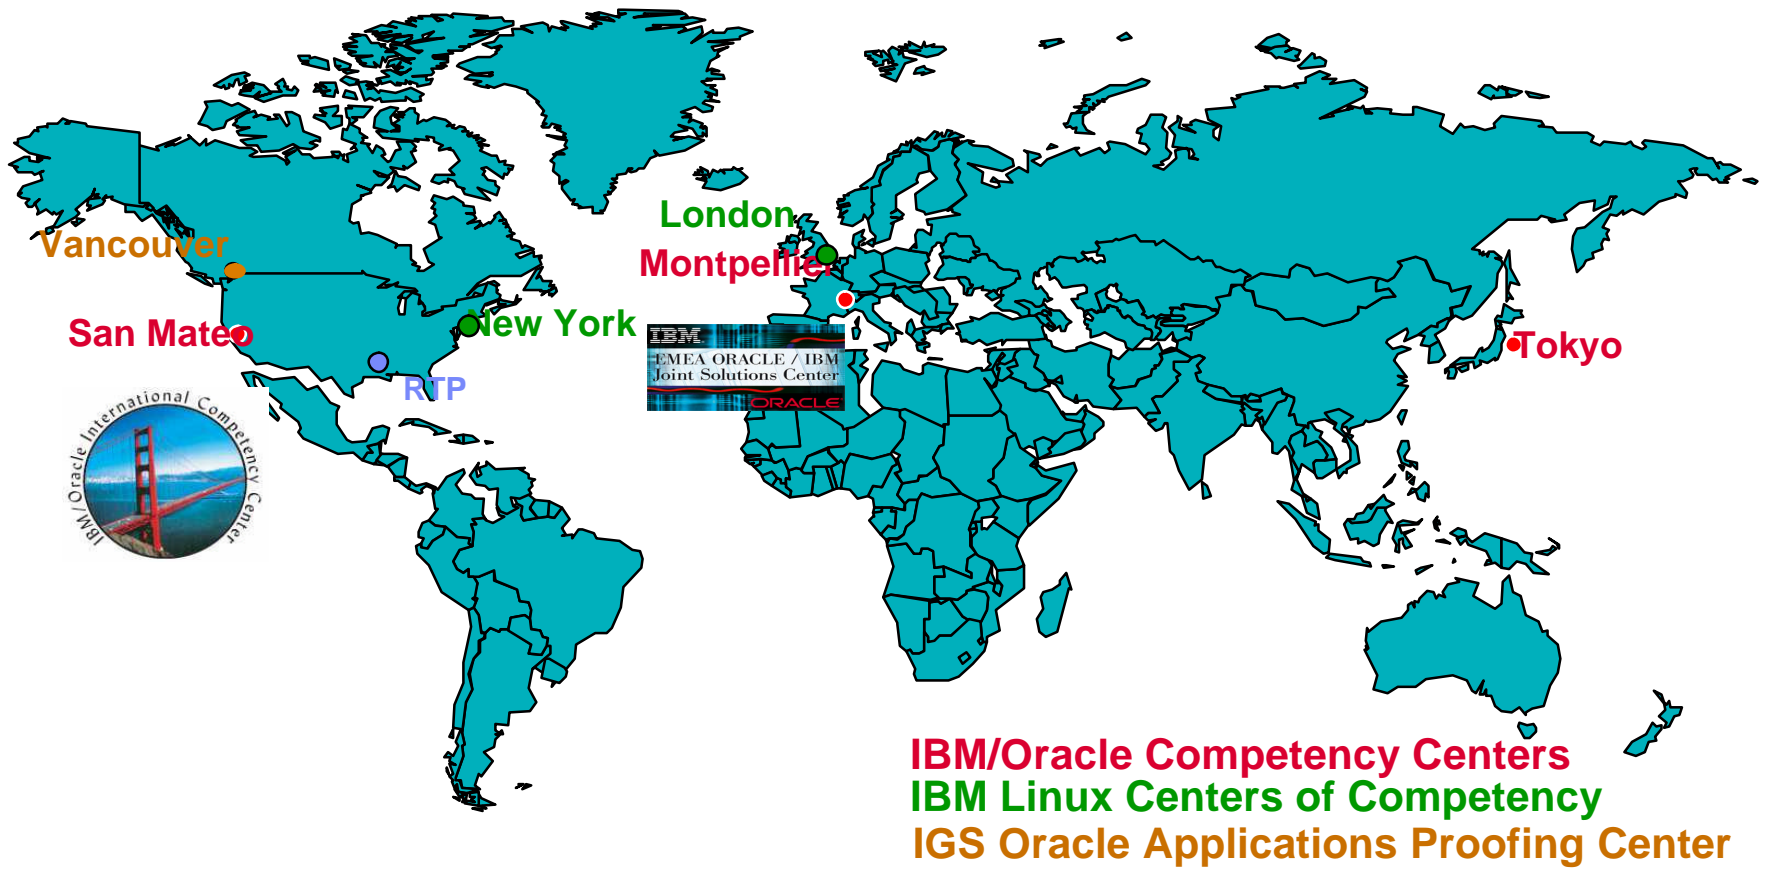 London
Vancouver
Montpellier
San Mateo
New York
IBM
EMEA ORACLE / IBM
Joint Solutions Center
ORACLE
Tokyo
RTP
IBM/Oracle International Competency Center
IBM/Oracle Competency Centers
IBM Linux Centers of Competency
IGS Oracle Applications Proofing Center